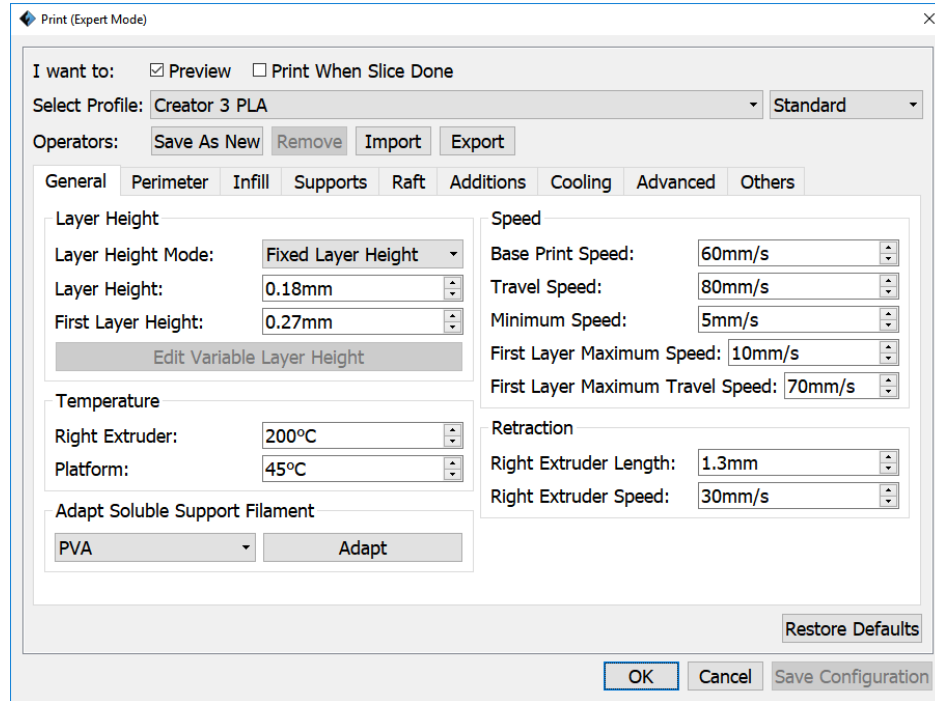 Print (Expert Mode)
I want to: Preview Print When Slice Done
Select Profile: Creator 3 PLA Standard
Operators: Save As New Remove Import Export
General Perimeter Infill Supports Raft Additions Cooling Advanced Others
Layer Height
Layer Height Mode: Fixed Layer Height
Layer Height: 0.18mm
First Layer Height: 0.27mm
Edit Variable Layer Height
Temperature
Right Extruder: 200ºC
Platform: 45ºC
Adapt Soluble Support Filament
PVA Adapt
Speed
Base Print Speed: 60mm/s
Travel Speed: 80mm/s
Minimum Speed: 5mm/s
First Layer Maximum Speed: 10mm/s
First Layer Maximum Travel Speed: 70mm/s
Retraction
Right Extruder Length: 1.3mm
Right Extruder Speed: 30mm/s
Restore Defaults
OK Cancel Save Configuration